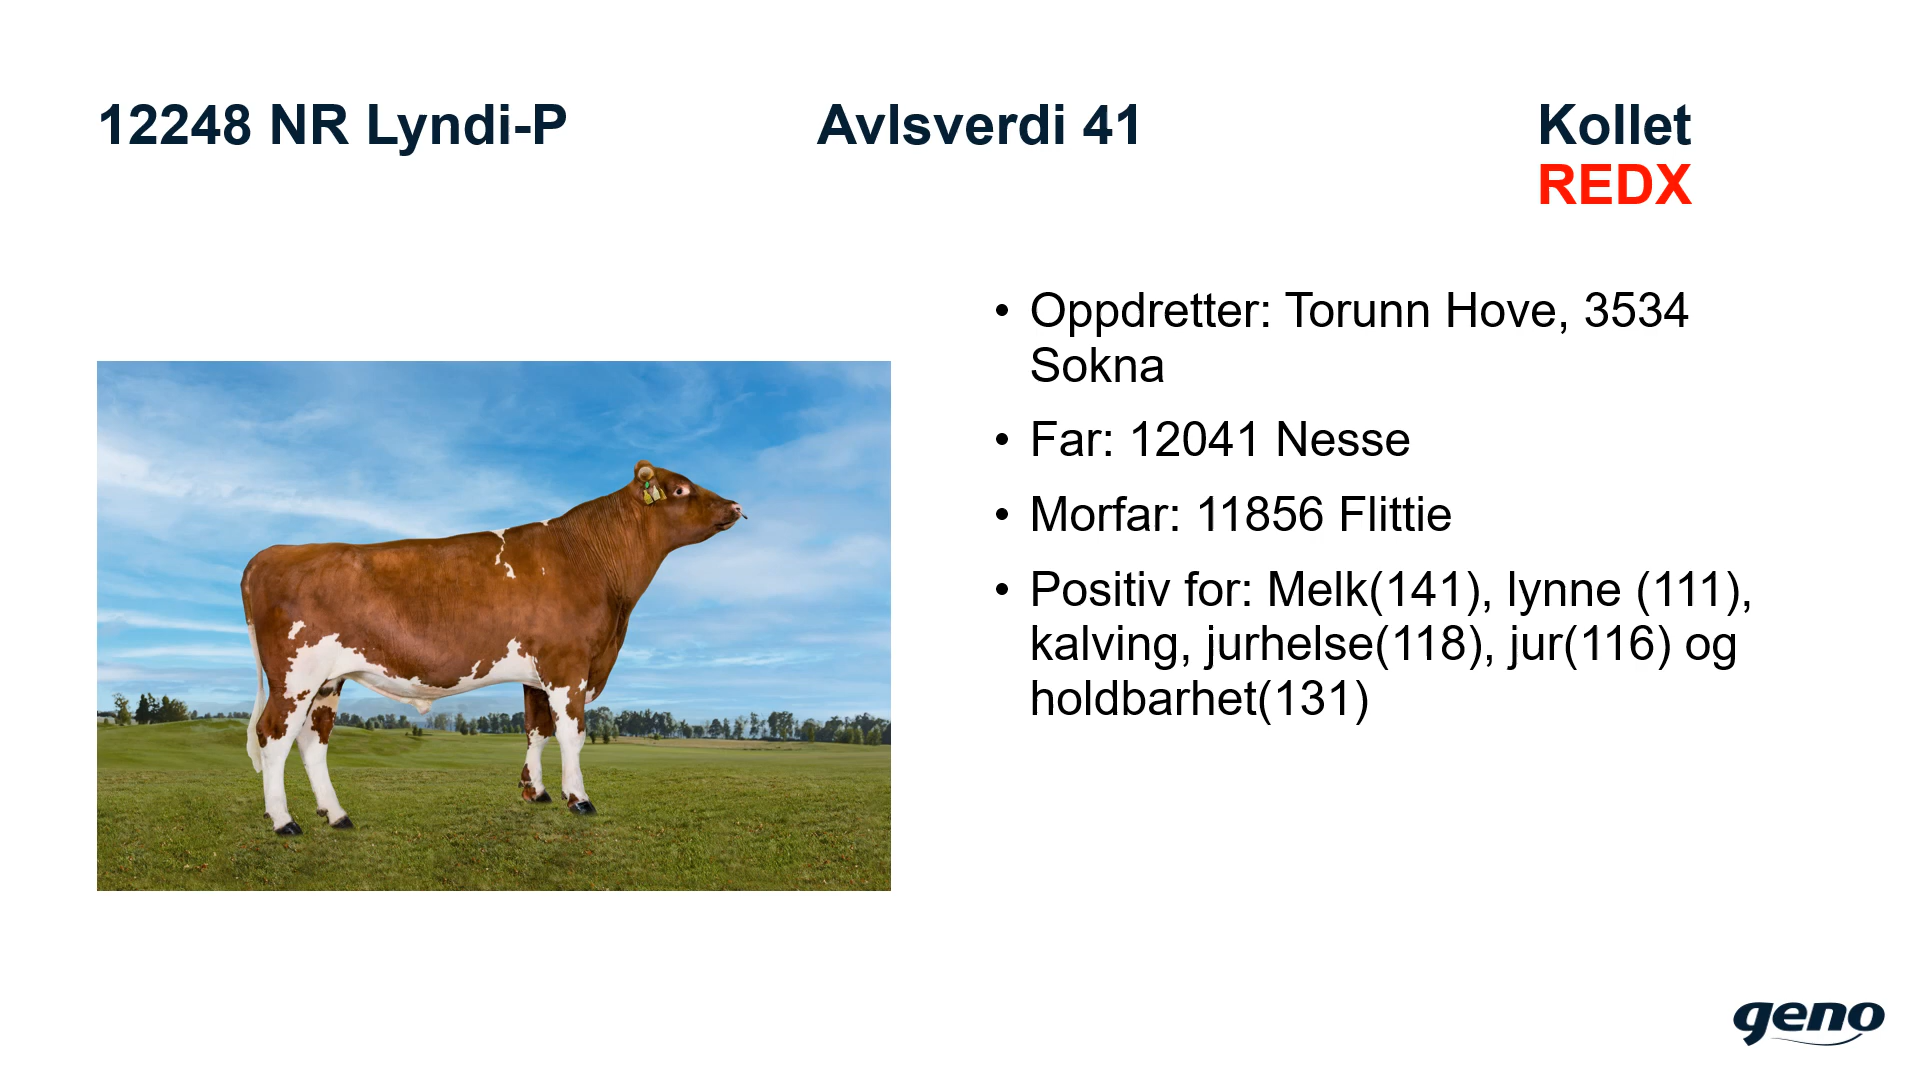 12248 NR Lyndi-P Avlsverdi 41 Kollet
REDX
• Oppdretter: Torunn Hove, 3534
Sokna
• Far: 12041 Nesse
• Morfar: 11856 Flittie
• Positiv for: Melk(141), lynne (111),
kalving, jurhelse(118), jur(116) og
holdbarhet(131)
geno